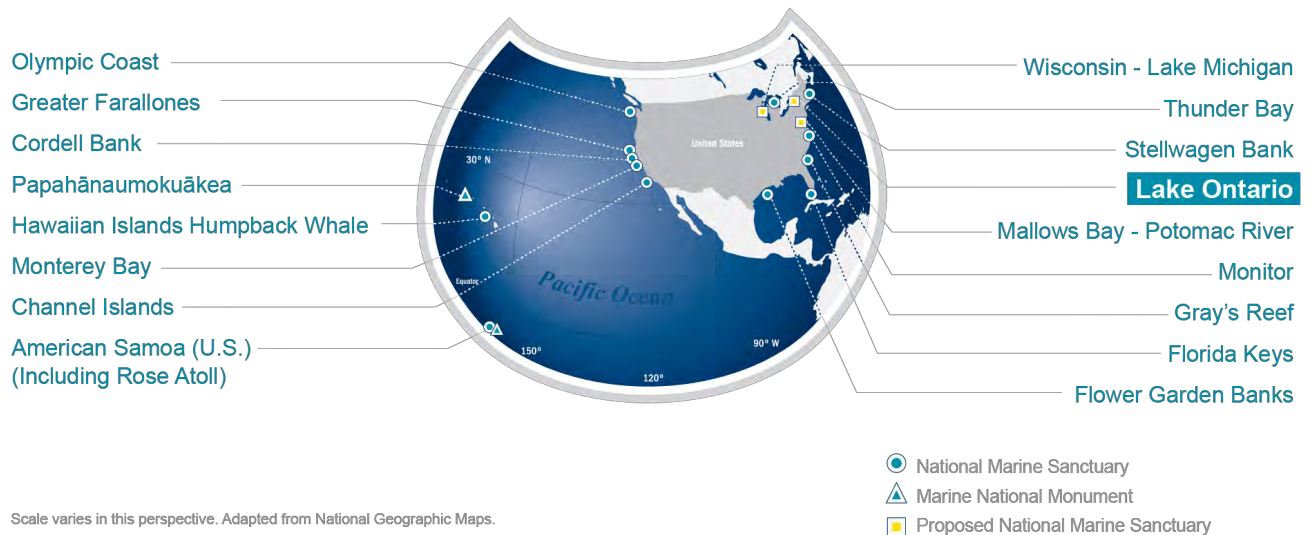 Olympic Coast
Greater Farallones
Cordell Bank
Papahānaumokuākea
Hawaiian Islands Humpback Whale
Monterey Bay
Channel Islands
American Samoa (U.S.)
(Including Rose Atoll)
30° N
Equator
150°
120°
90° W
Pacific Ocean
United States
Wisconsin - Lake Michigan
Thunder Bay
Stellwagen Bank
Lake Ontario
Mallows Bay - Potomac River
Monitor
Gray’s Reef
Florida Keys
Flower Garden Banks
National Marine Sanctuary
Marine National Monument
Proposed National Marine Sanctuary
Scale varies in this perspective. Adapted from National Geographic Maps.